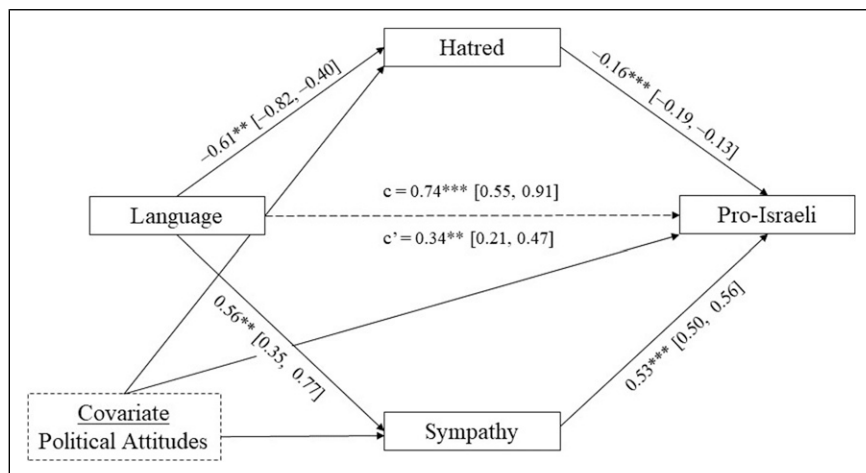 Hatred
−0.61** [−0.82, −0.40]
−0.16*** [−0.19, −0.13]
c = 0.74*** [0.55, 0.91]
Language
Pro-Israeli
c’ = 0.34** [0.21, 0.47]
0.56** [0.35, 0.77]
0.53*** [0.50, 0.56]
Covariate
Political Attitudes
Sympathy